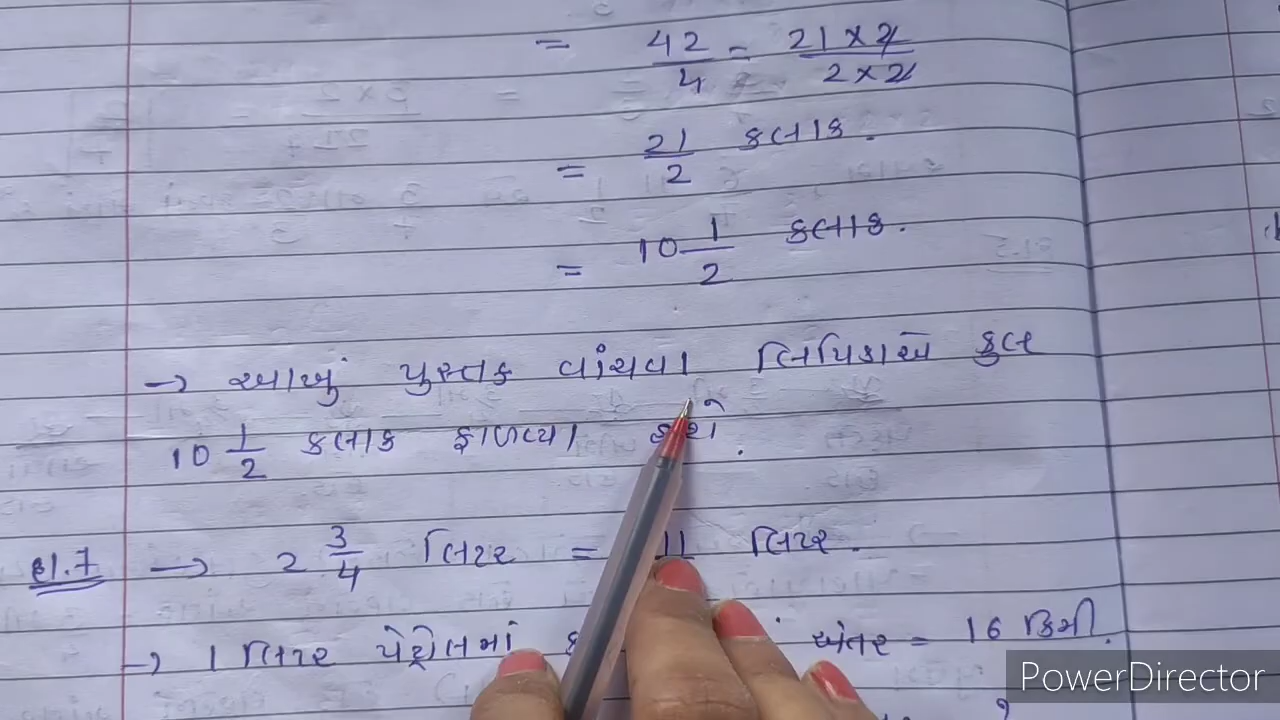 = 42/4 = 21 × 2/2 × 2
= 21/2 કલાક.
= 10 1/2 કલાક.
→ આખું પુસ્તક વાંચવા લિપિકાએ કુલ
10 1/2 કલાક ફાળવ્યા હશે.
દા.7 → 2 3/4 લિટર = 11 લિટર.
→ 1 લિટર પેટ્રોલમાં અંતર = 16 કિમી.
PowerDirector